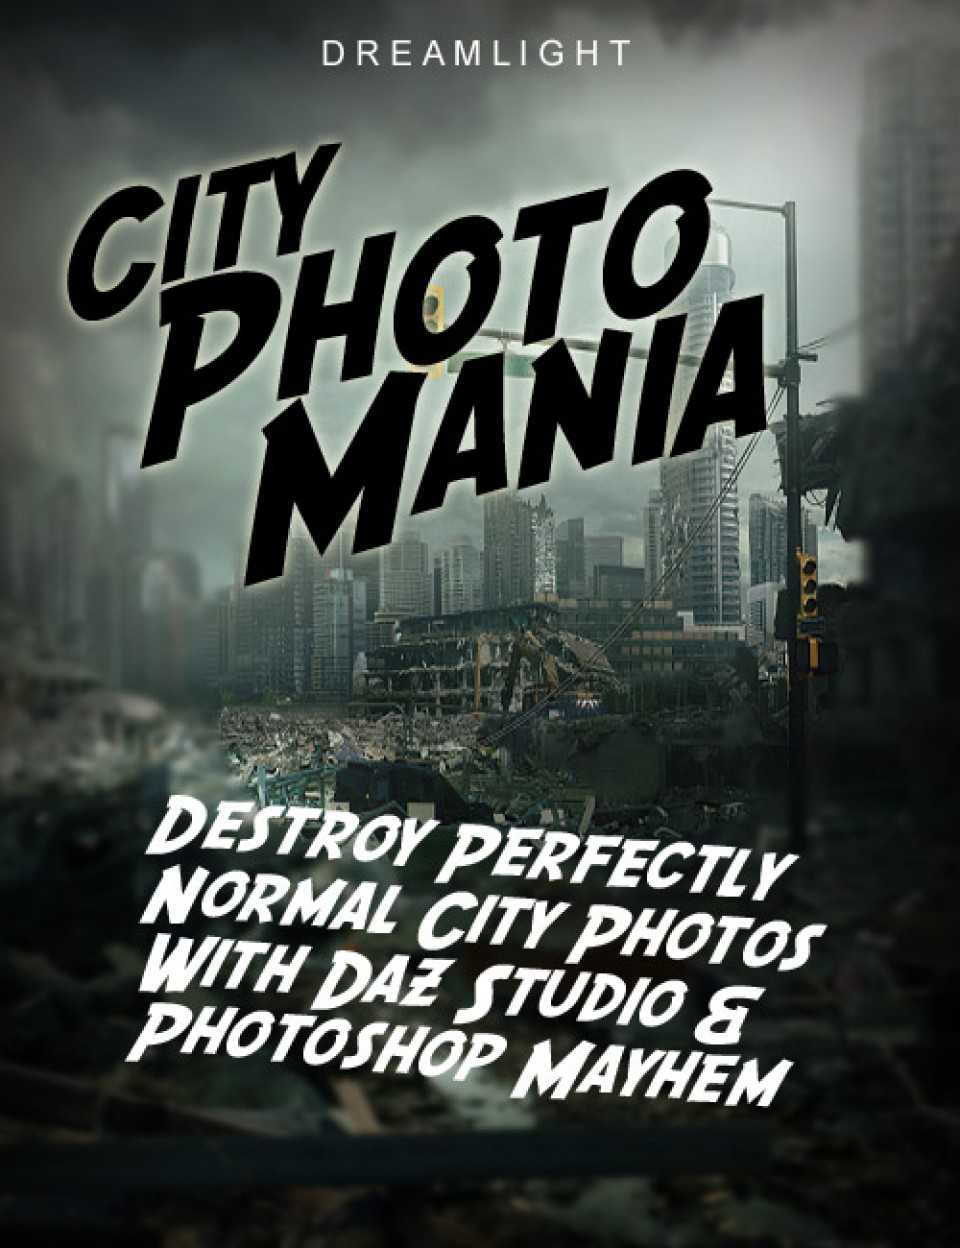 DREAMLIGHT
CITY
PHOTO
MANIA
DESTROY PERFECTLY
NORMAL CITY PHOTOS
WITH DAZ STUDIO &
PHOTOSHOP MAYHEM